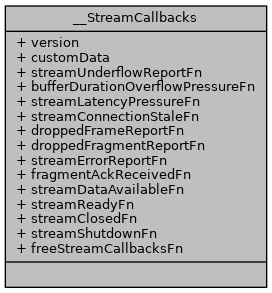 __StreamCallbacks
+ version
+ customData
+ streamUnderflowReportFn
+ bufferDurationOverflowPressureFn
+ streamLatencyPressureFn
+ streamConnectionStaleFn
+ droppedFrameReportFn
+ droppedFragmentReportFn
+ streamErrorReportFn
+ fragmentAckReceivedFn
+ streamDataAvailableFn
+ streamReadyFn
+ streamClosedFn
+ streamShutdownFn
+ freeStreamCallbacksFn